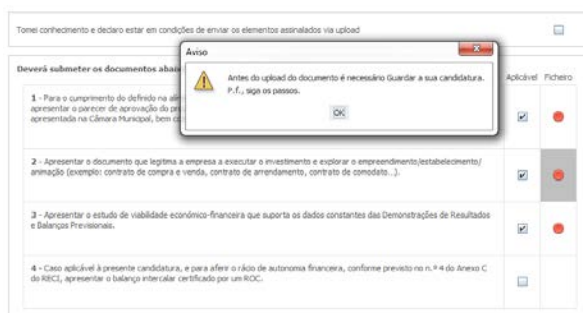 Tomei conhecimento e declaro estar em condições de enviar os elementos assinalados via upload
Aviso
Antes do upload do documento é necessário Guardar a sua candidatura.
P.f., siga os passos.
OK
Deverá submeter os documentos abaix
Aplicável Ficheiro
1 - Para o cumprimento do definido na alín
apresentar o parecer de aprovação do pro
apresentada na Câmara Municipal, bem co
2 - Apresentar o documento que legitima a empresa a executar o investimento e explorar o empreendimento/estabelecimento/
animação (exemplo: contrato de compra e venda, contrato de arrendamento, contrato de comodato...).
3 - Apresentar o estudo de viabilidade económico-financeira que suporta os dados constantes das Demonstrações de Resultados
e Balanços Previsionais.
4 - Caso aplicável à presente candidatura, e para aferir o rácio de autonomia financeira, conforme previsto no n.º 4 do Anexo C
do RECI, apresentar o balanço intercalar certificado por um ROC.